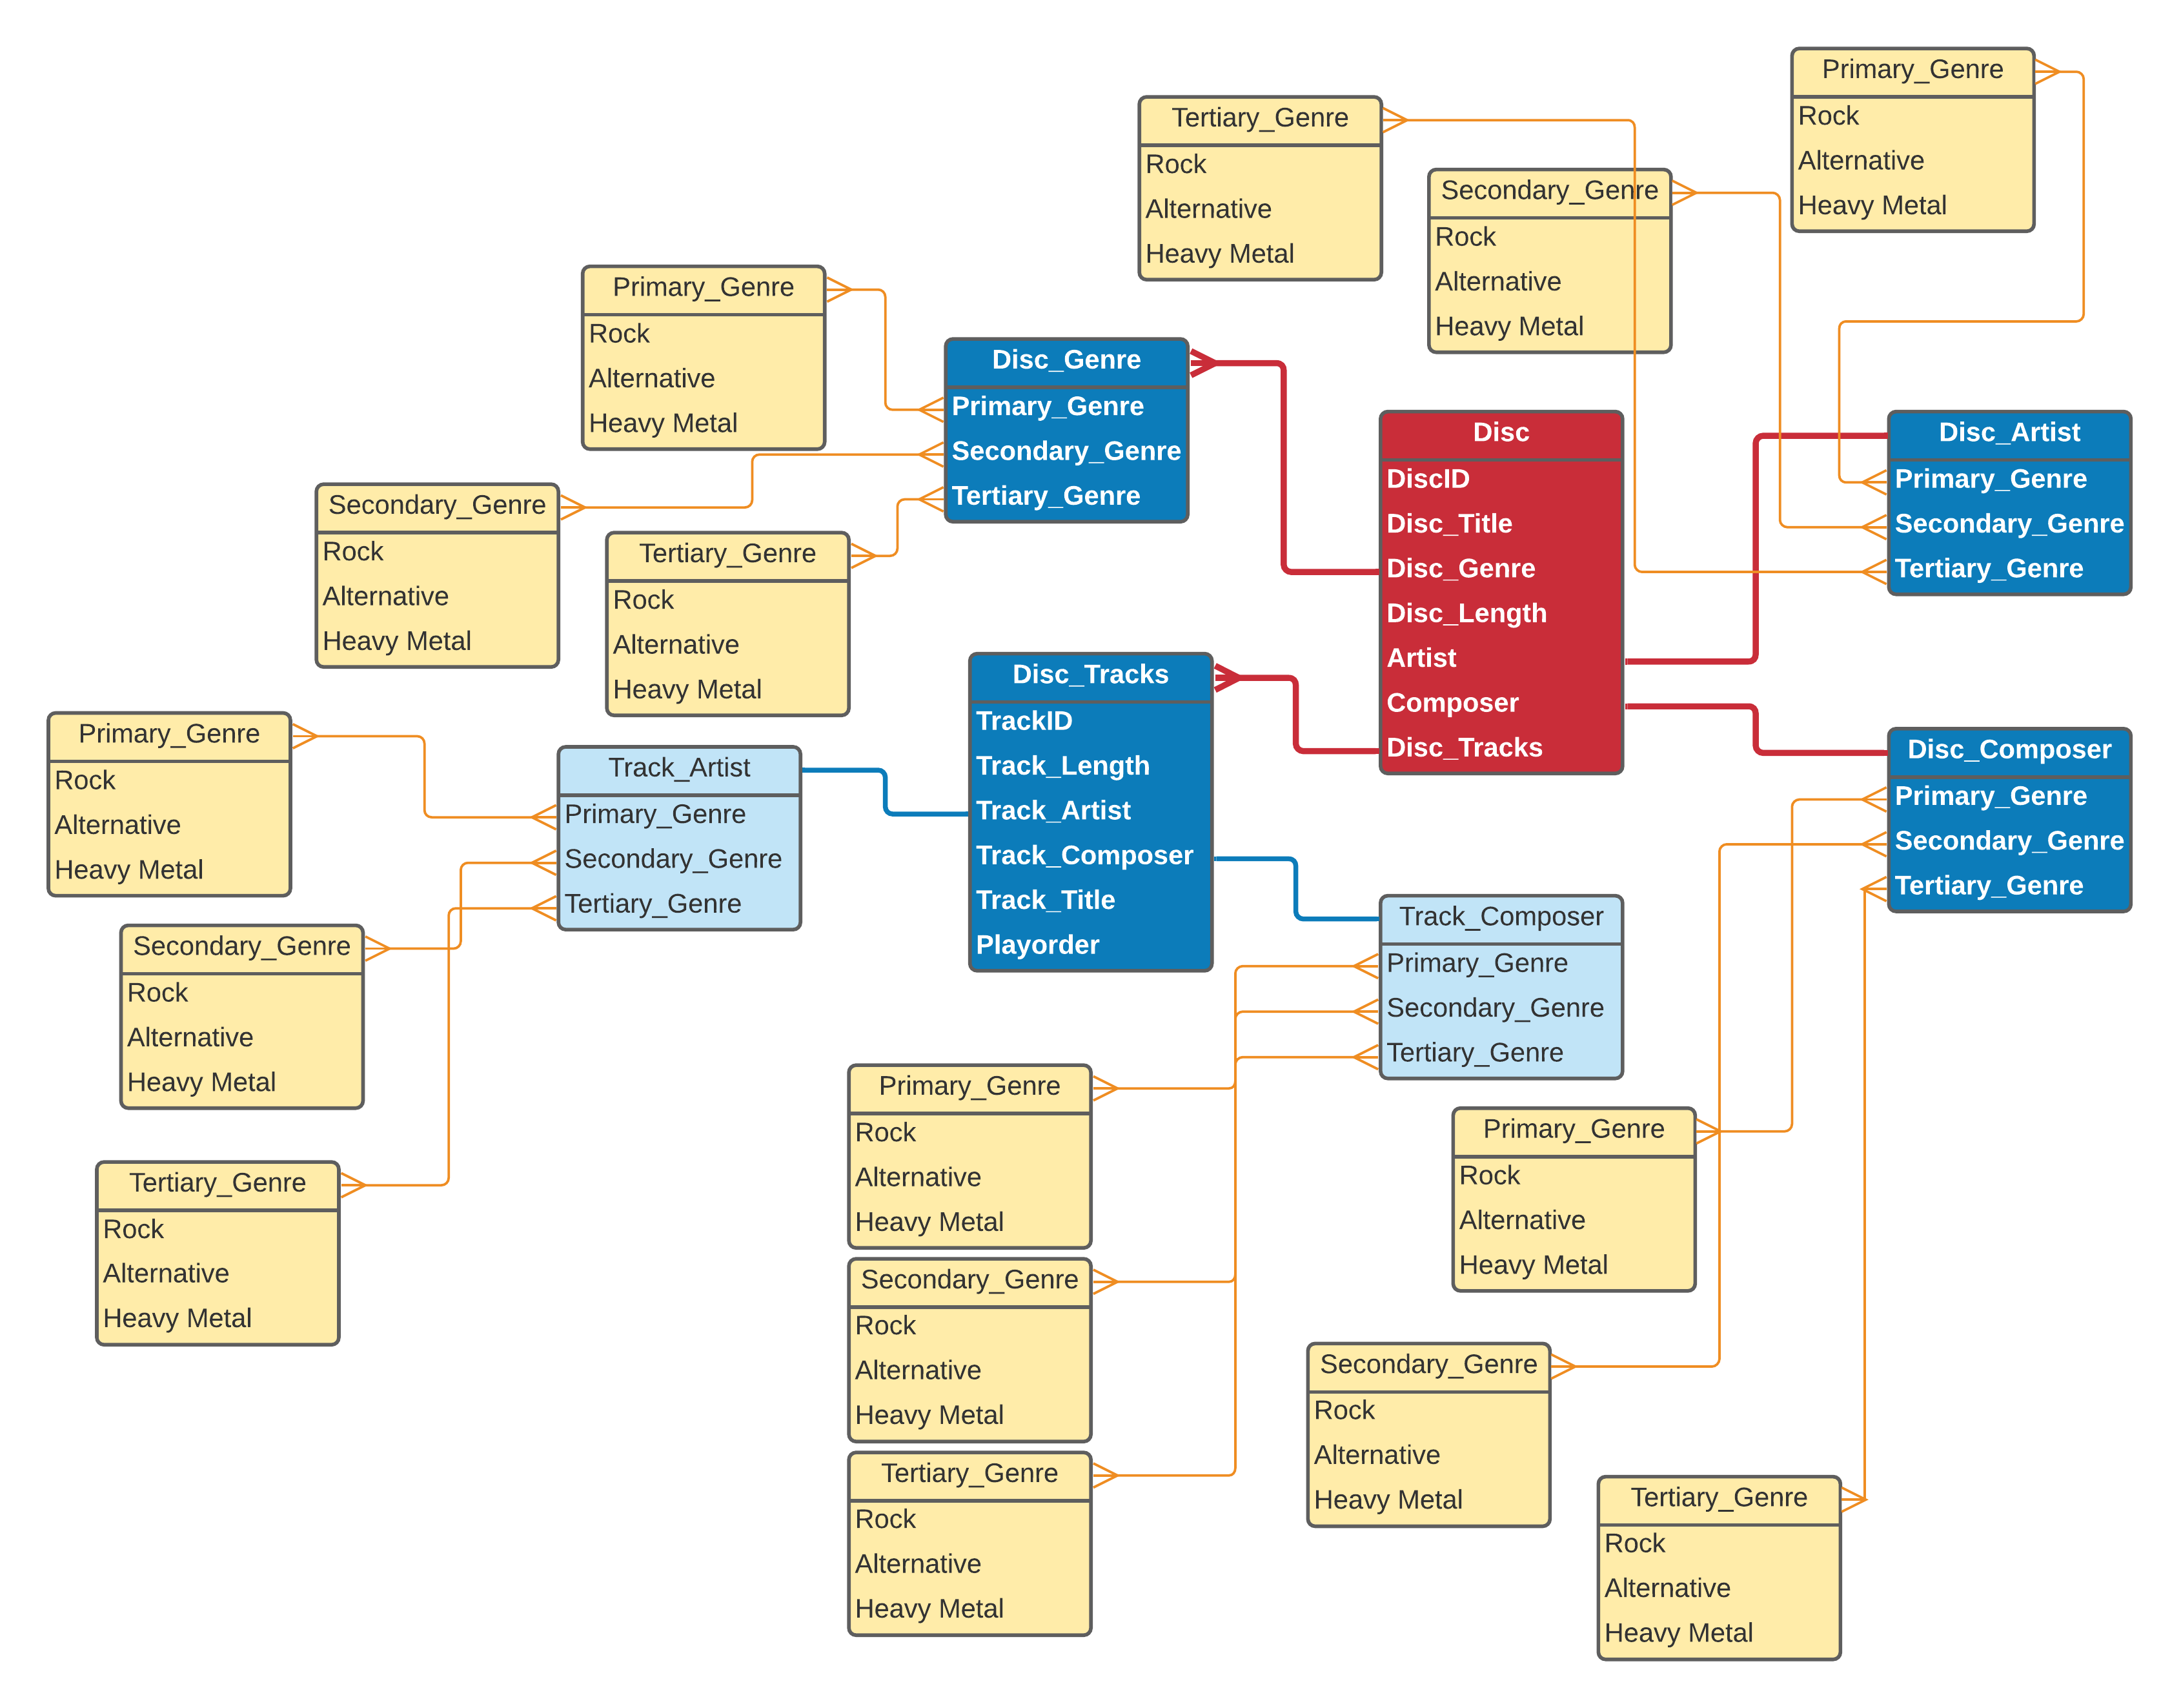 Primary_Genre
Rock
Alternative
Heavy Metal
Tertiary_Genre
Rock
Alternative
Heavy Metal
Secondary_Genre
Rock
Alternative
Heavy Metal
Primary_Genre
Rock
Alternative
Heavy Metal
Disc_Genre
Primary_Genre
Secondary_Genre
Tertiary_Genre
Disc
DiscID
Disc_Title
Disc_Genre
Disc_Length
Artist
Composer
Disc_Tracks
Disc_Artist
Primary_Genre
Secondary_Genre
Tertiary_Genre
Secondary_Genre
Rock
Alternative
Heavy Metal
Tertiary_Genre
Rock
Alternative
Heavy Metal
Disc_Tracks
TrackID
Track_Length
Track_Artist
Track_Composer
Track_Title
Playorder
Primary_Genre
Rock
Alternative
Heavy Metal
Track_Artist
Primary_Genre
Secondary_Genre
Tertiary_Genre
Disc_Composer
Primary_Genre
Secondary_Genre
Tertiary_Genre
Track_Composer
Primary_Genre
Secondary_Genre
Tertiary_Genre
Secondary_Genre
Rock
Alternative
Heavy Metal
Primary_Genre
Rock
Alternative
Heavy Metal
Primary_Genre
Rock
Alternative
Heavy Metal
Tertiary_Genre
Rock
Alternative
Heavy Metal
Secondary_Genre
Rock
Alternative
Heavy Metal
Secondary_Genre
Rock
Alternative
Heavy Metal
Tertiary_Genre
Rock
Alternative
Heavy Metal
Tertiary_Genre
Rock
Alternative
Heavy Metal